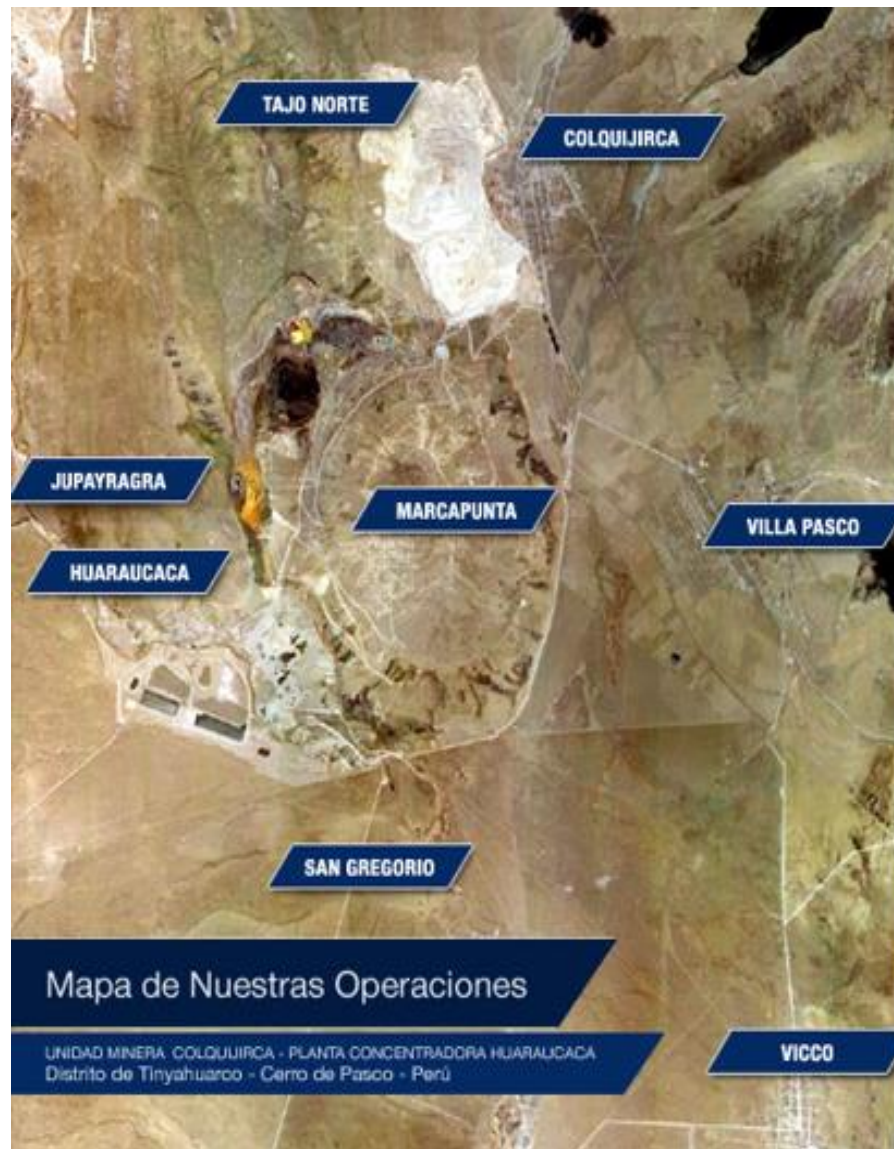 TAJO NORTE
COLQUIJIRCA
JUPAYRAGRA
MARCAPUNTA
VILLA PASCO
HUARAUCACA
SAN GREGORIO
Mapa de Nuestras Operaciones
UNIDAD MINERA COLQUIJIRCA - PLANTA CONCENTRADORA HUARAUCACA
Distrito de Tinyahuarco - Cerro de Pasco - Perú
VICCO